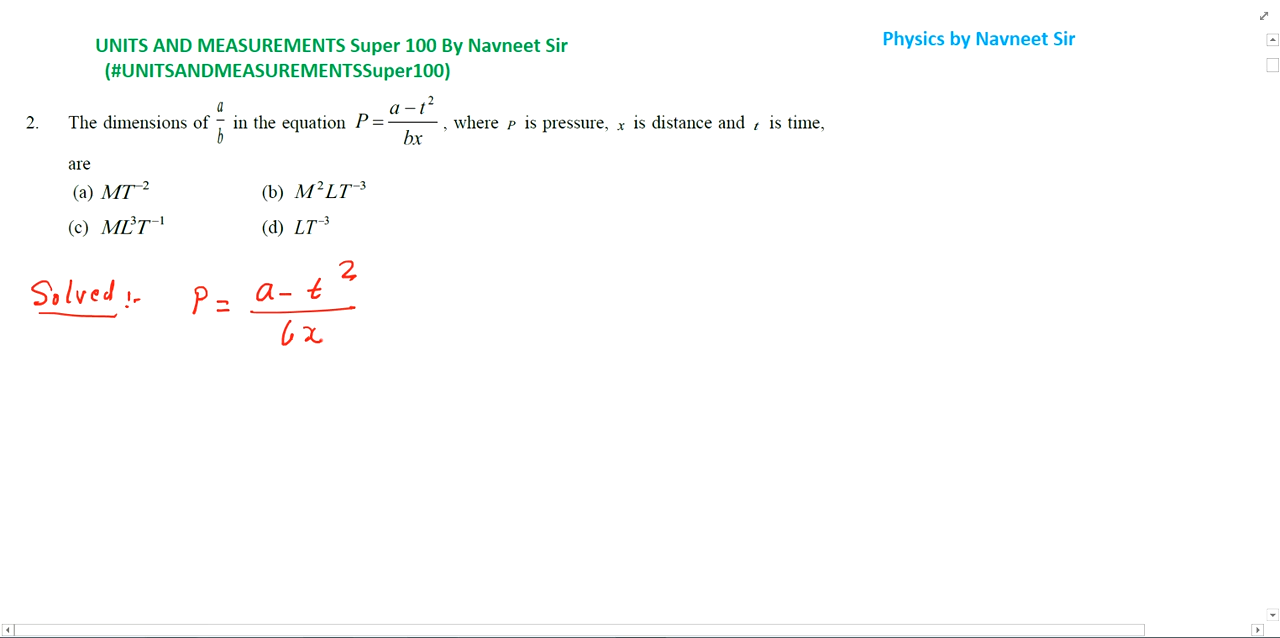 UNITS AND MEASUREMENTS Super 100 By Navneet Sir
Physics by Navneet Sir
(#UNITSANDMEASUREMENTSSuper100)
2. The dimensions of a/b in the equation P = (a − t²)/(bx), where P is pressure, x is distance and t is time,
are
(a) MT⁻² (b) M²LT⁻³
(c) ML³T⁻¹ (d) LT⁻³
Solved :- P = (a − t²)/(bx)